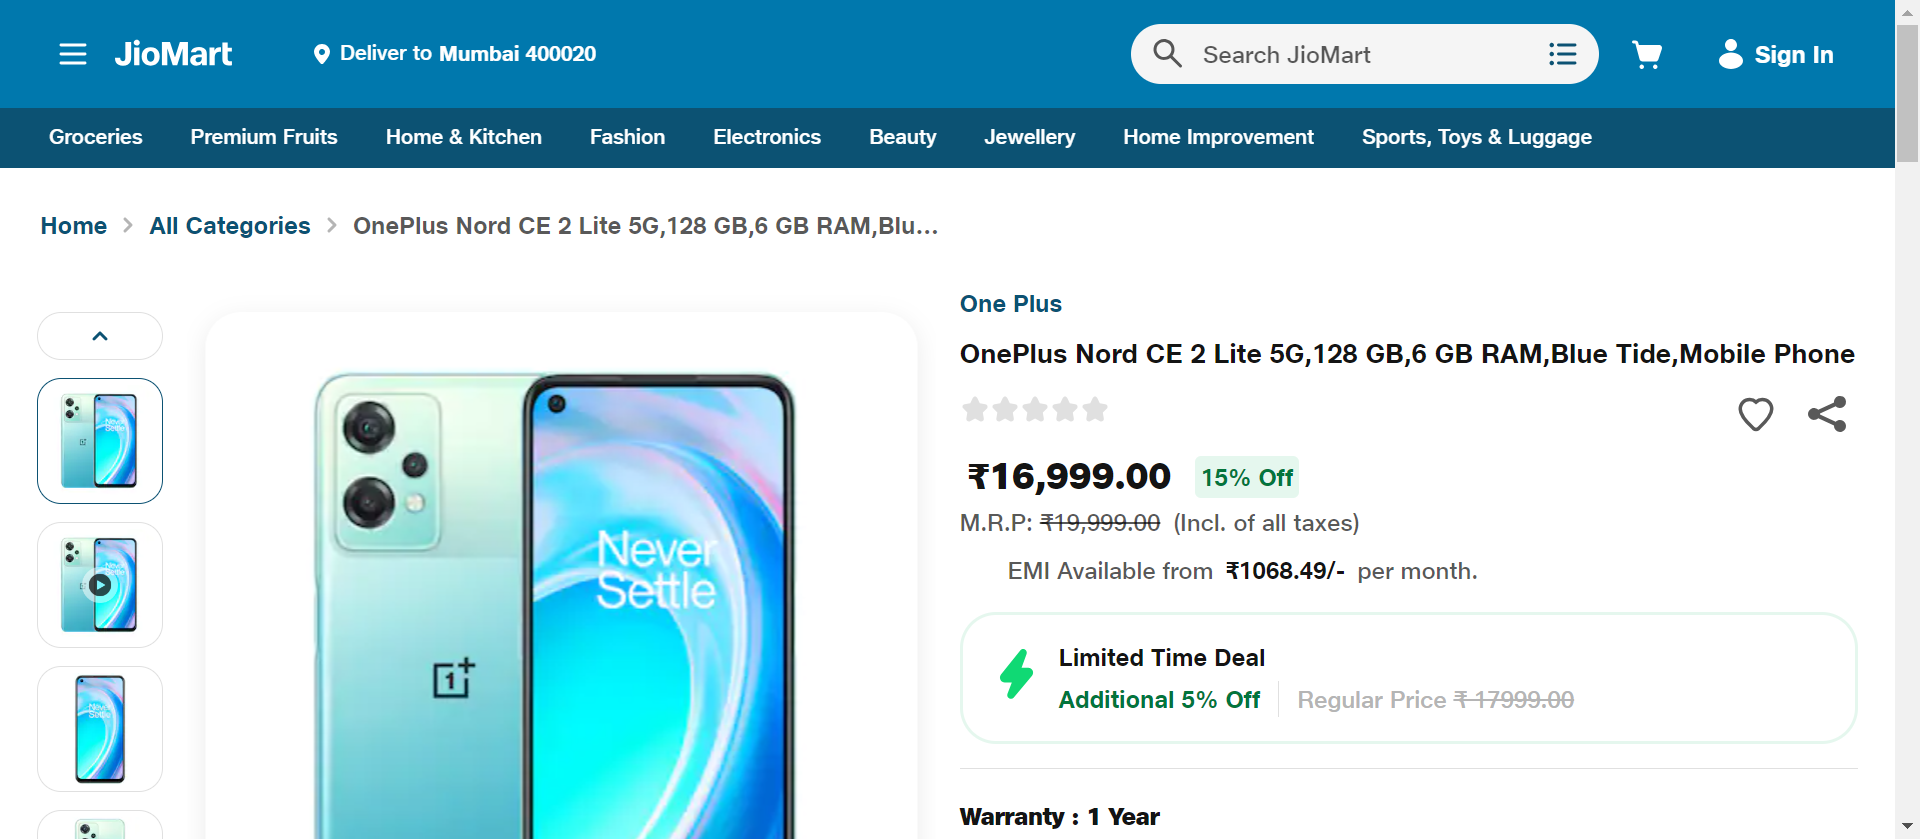 JioMart
Deliver to Mumbai 400020
Search JioMart
Sign In
Groceries
Premium Fruits
Home & Kitchen
Fashion
Electronics
Beauty
Jewellery
Home Improvement
Sports, Toys & Luggage
Home
All Categories
OnePlus Nord CE 2 Lite 5G,128 GB,6 GB RAM,Blu...
Never
Settle
1+
One Plus
OnePlus Nord CE 2 Lite 5G,128 GB,6 GB RAM,Blue Tide,Mobile Phone
₹16,999.00
15% Off
M.R.P: ₹19,999.00 (Incl. of all taxes)
EMI Available from ₹1068.49/- per month.
Limited Time Deal
Additional 5% Off
Regular Price ₹ 17999.00
Warranty : 1 Year